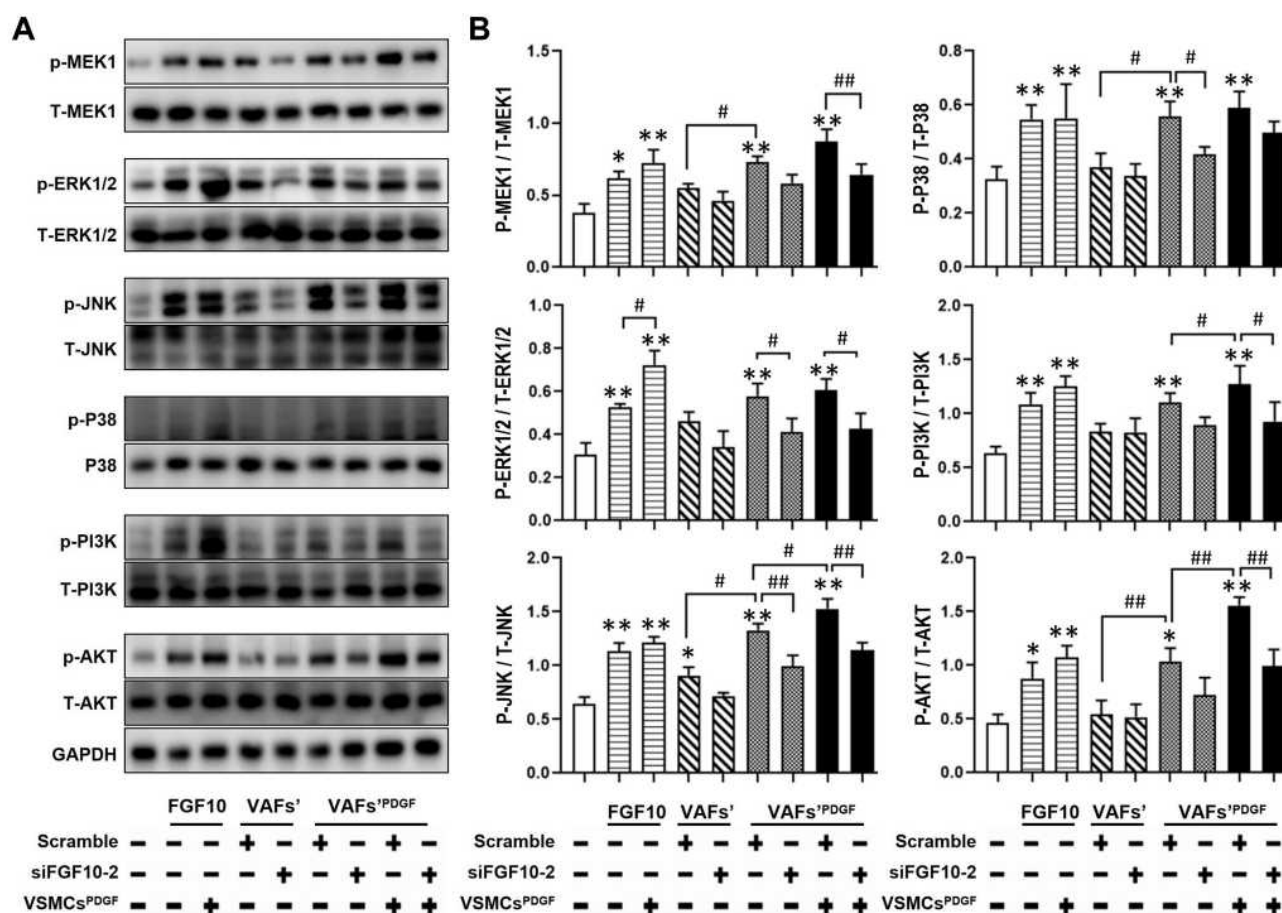 A
p-MEK1
T-MEK1
p-ERK1/2
T-ERK1/2
p-JNK
T-JNK
p-P38
P38
p-PI3K
T-PI3K
p-AKT
T-AKT
GAPDH
FGF10 VAFs' VAFs'PDGF
Scramble - - - + - + - + -
siFGF10-2 - - - - + - + - +
VSMCsPDGF - - + - - - - + +
B
P-MEK1 / T-MEK1
1.5
1.0
0.5
0.0
* ** # ** ** ##
P-P38 / T-P38
0.8
0.6
0.4
0.2
0.0
** ** # ** # **
P-ERK1/2 / T-ERK1/2
1.0
0.8
0.6
0.4
0.2
0.0
** # ** ** # ** #
P-PI3K / T-PI3K
2.0
1.5
1.0
0.5
0.0
** ** ** # ** #
P-JNK / T-JNK
2.0
1.5
1.0
0.5
0.0
** ** * # ** ## # ** ##
P-AKT / T-AKT
2.0
1.5
1.0
0.5
0.0
* ** ## * ## ** ##
FGF10 VAFs' VAFs'PDGF
Scramble - - - + - + - + -
siFGF10-2 - - - - + - + - +
VSMCsPDGF - - + - - - - + +
FGF10 VAFs' VAFs'PDGF
- - - + - + - + -
- - - - + - + - +
- - + - - - - + +